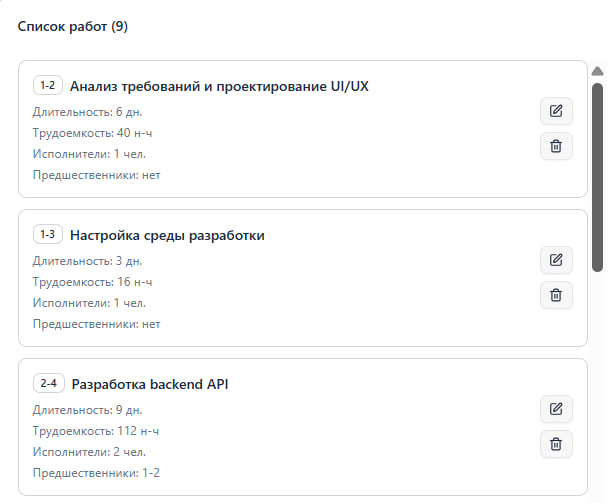 Список работ (9)
1-2 Анализ требований и проектирование UI/UX
Длительность: 6 дн.
Трудоемкость: 40 н-ч
Исполнители: 1 чел.
Предшественники: нет
1-3 Настройка среды разработки
Длительность: 3 дн.
Трудоемкость: 16 н-ч
Исполнители: 1 чел.
Предшественники: нет
2-4 Разработка backend API
Длительность: 9 дн.
Трудоемкость: 112 н-ч
Исполнители: 2 чел.
Предшественники: 1-2